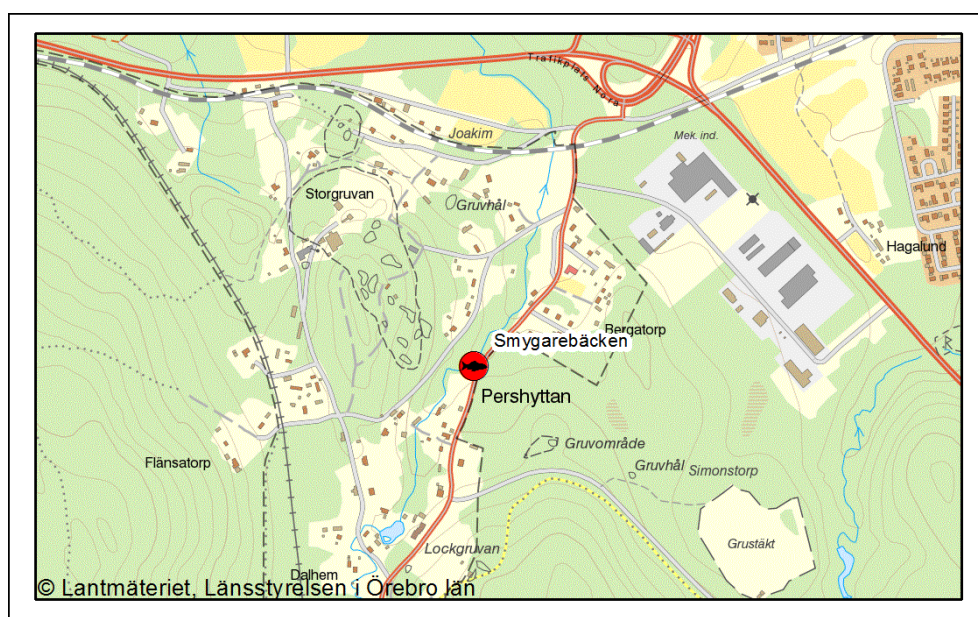 Trafikplats Nora
Joakim
Mek. ind.
Storgruvan
Gruvhål
Hagalund
Bergatorp
Smygarebäcken
Pershyttan
Gruvområde
Flänsatorp
Gruvhål
Simonstorp
Grustäkt
Lockgruvan
Dalhem
© Lantmäteriet, Länsstyrelsen i Örebro län